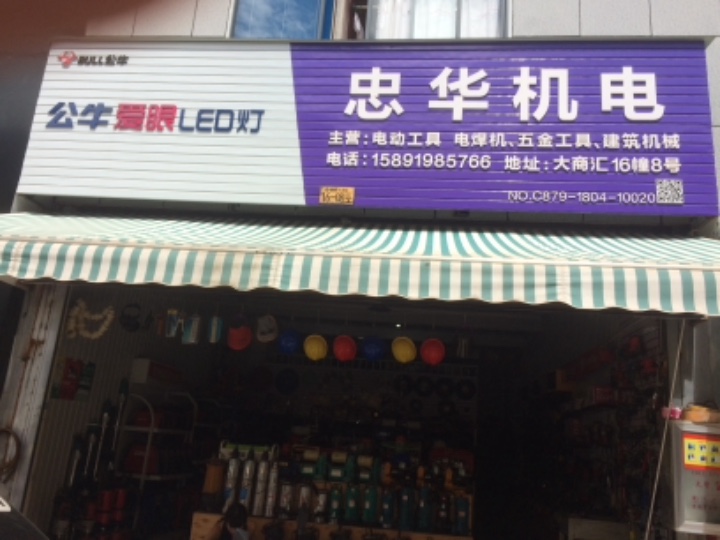 BULL公牛
公牛爱眼LED灯
忠华机电
主营：电动工具 电焊机、五金工具、建筑机械
电话：15891985766 地址：大商汇16幢8号
NO.C879-1804-10020